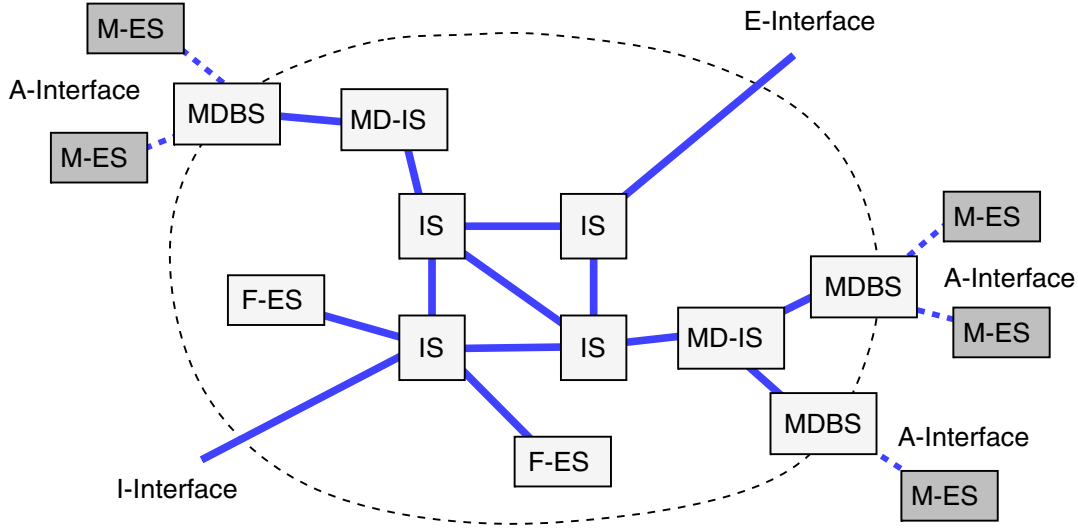 M-ES
E-Interface
A-Interface
MDBS
MD-IS
M-ES
IS
IS
M-ES
A-Interface
F-ES
MDBS
IS
IS
MD-IS
M-ES
MDBS
A-Interface
F-ES
I-Interface
M-ES